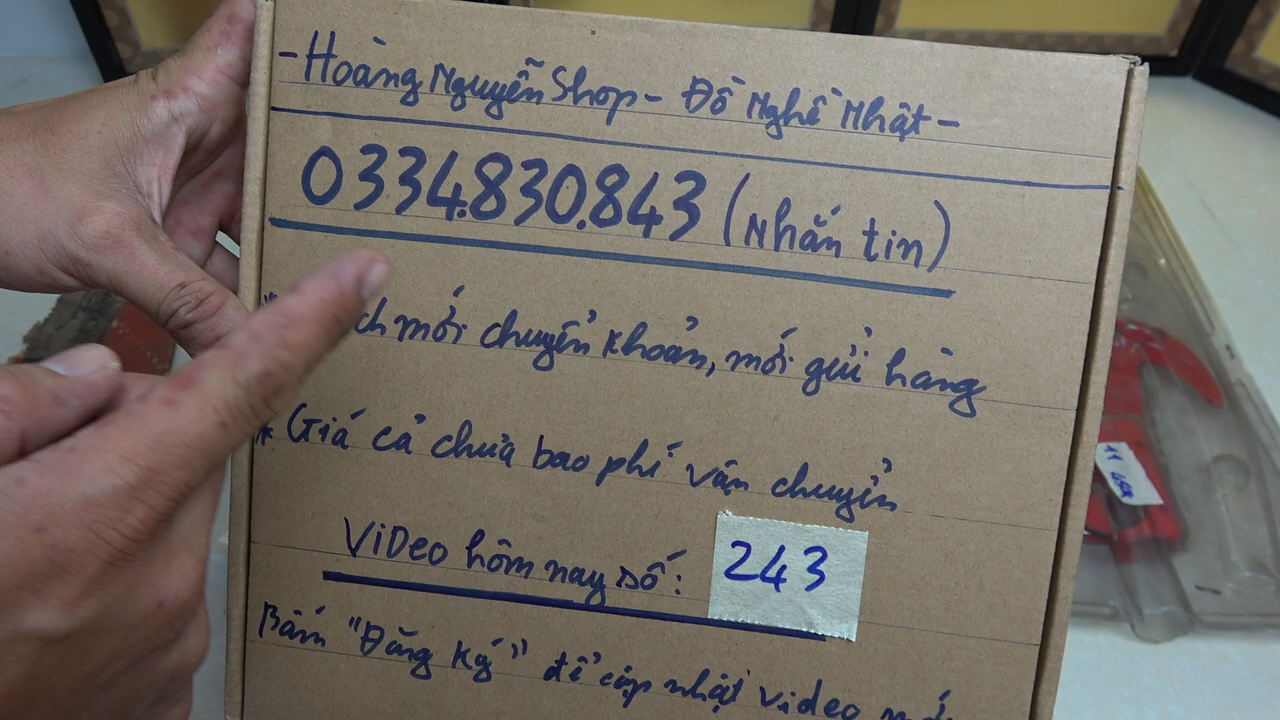 -Hoàng Nguyễn Shop- Đồ Nghề Nhật-
0334.830.843 (Nhắn tin)
mới chuyển khoản, mới gửi hàng
* Giá cả chưa bao phí vận chuyển
Video hôm nay số: 243
Bấm "Đăng Ký" để cập nhật video